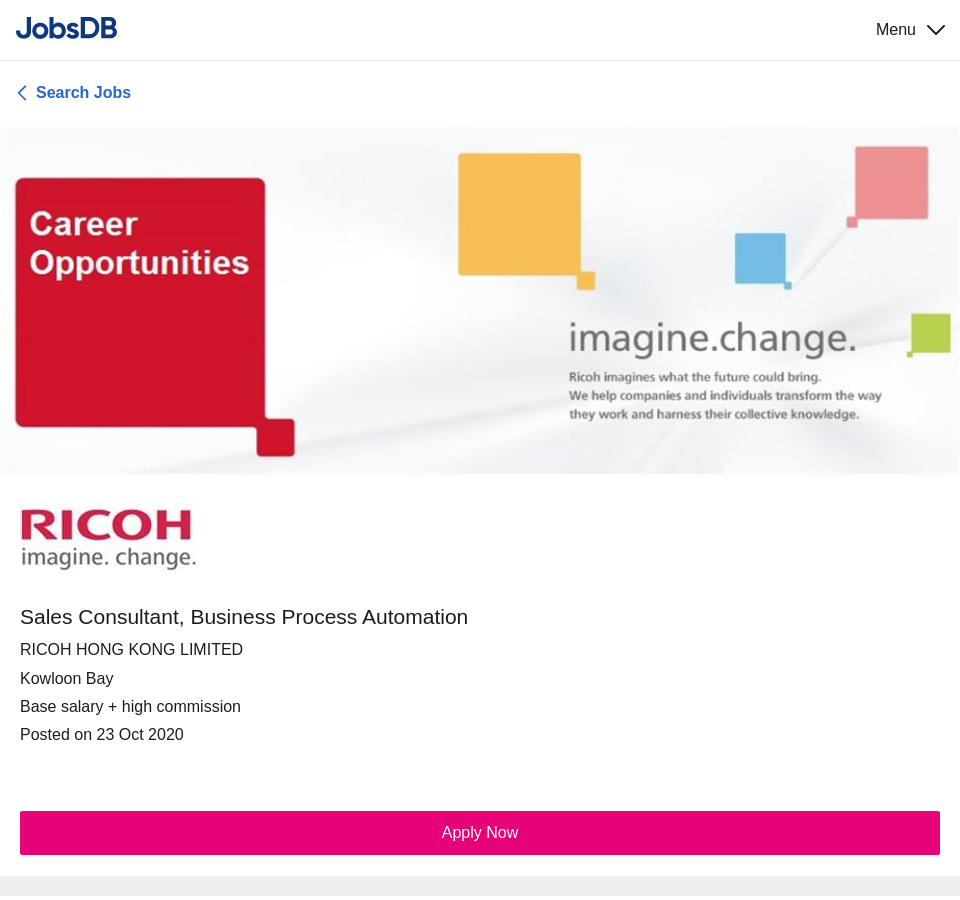 JobsDB
Menu
Search Jobs
Career
Opportunities
imagine.change.
Ricoh imagines what the future could bring.
We help companies and individuals transform the way
they work and harness their collective knowledge.
RICOH
imagine. change.
Sales Consultant, Business Process Automation
RICOH HONG KONG LIMITED
Kowloon Bay
Base salary + high commission
Posted on 23 Oct 2020
Apply Now